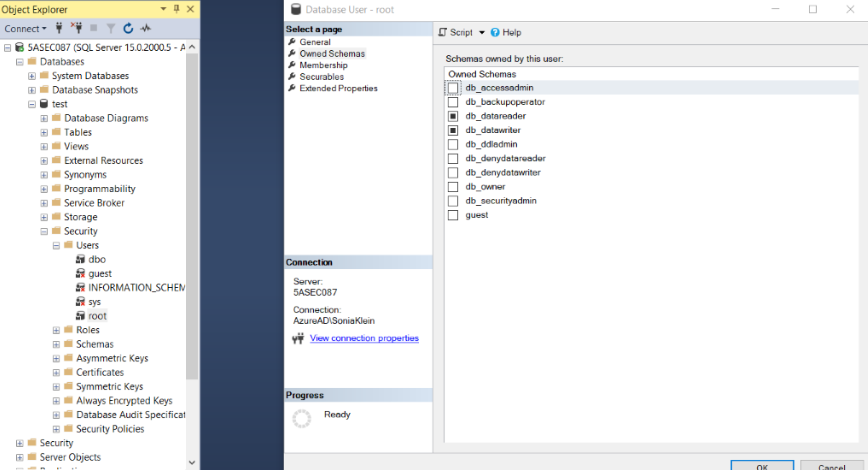 Object Explorer
Connect
5ASEC087 (SQL Server 15.0.2000.5 - A
Databases
System Databases
Database Snapshots
test
Database Diagrams
Tables
Views
External Resources
Synonyms
Programmability
Service Broker
Storage
Security
Users
dbo
guest
INFORMATION_SCHEM
sys
root
Roles
Schemas
Asymmetric Keys
Certificates
Symmetric Keys
Always Encrypted Keys
Database Audit Specificat
Security Policies
Security
Server Objects
Database User - root
Select a page
General
Owned Schemas
Membership
Securables
Extended Properties
Connection
Server:
5ASEC087
Connection:
AzureAD\SoniaKlein
View connection properties
Progress
Ready
Script
Help
Schemas owned by this user:
Owned Schemas
db_accessadmin
db_backupoperator
db_datareader
db_datawriter
db_ddladmin
db_denydatareader
db_denydatawriter
db_owner
db_securityadmin
guest
OK
Cancel